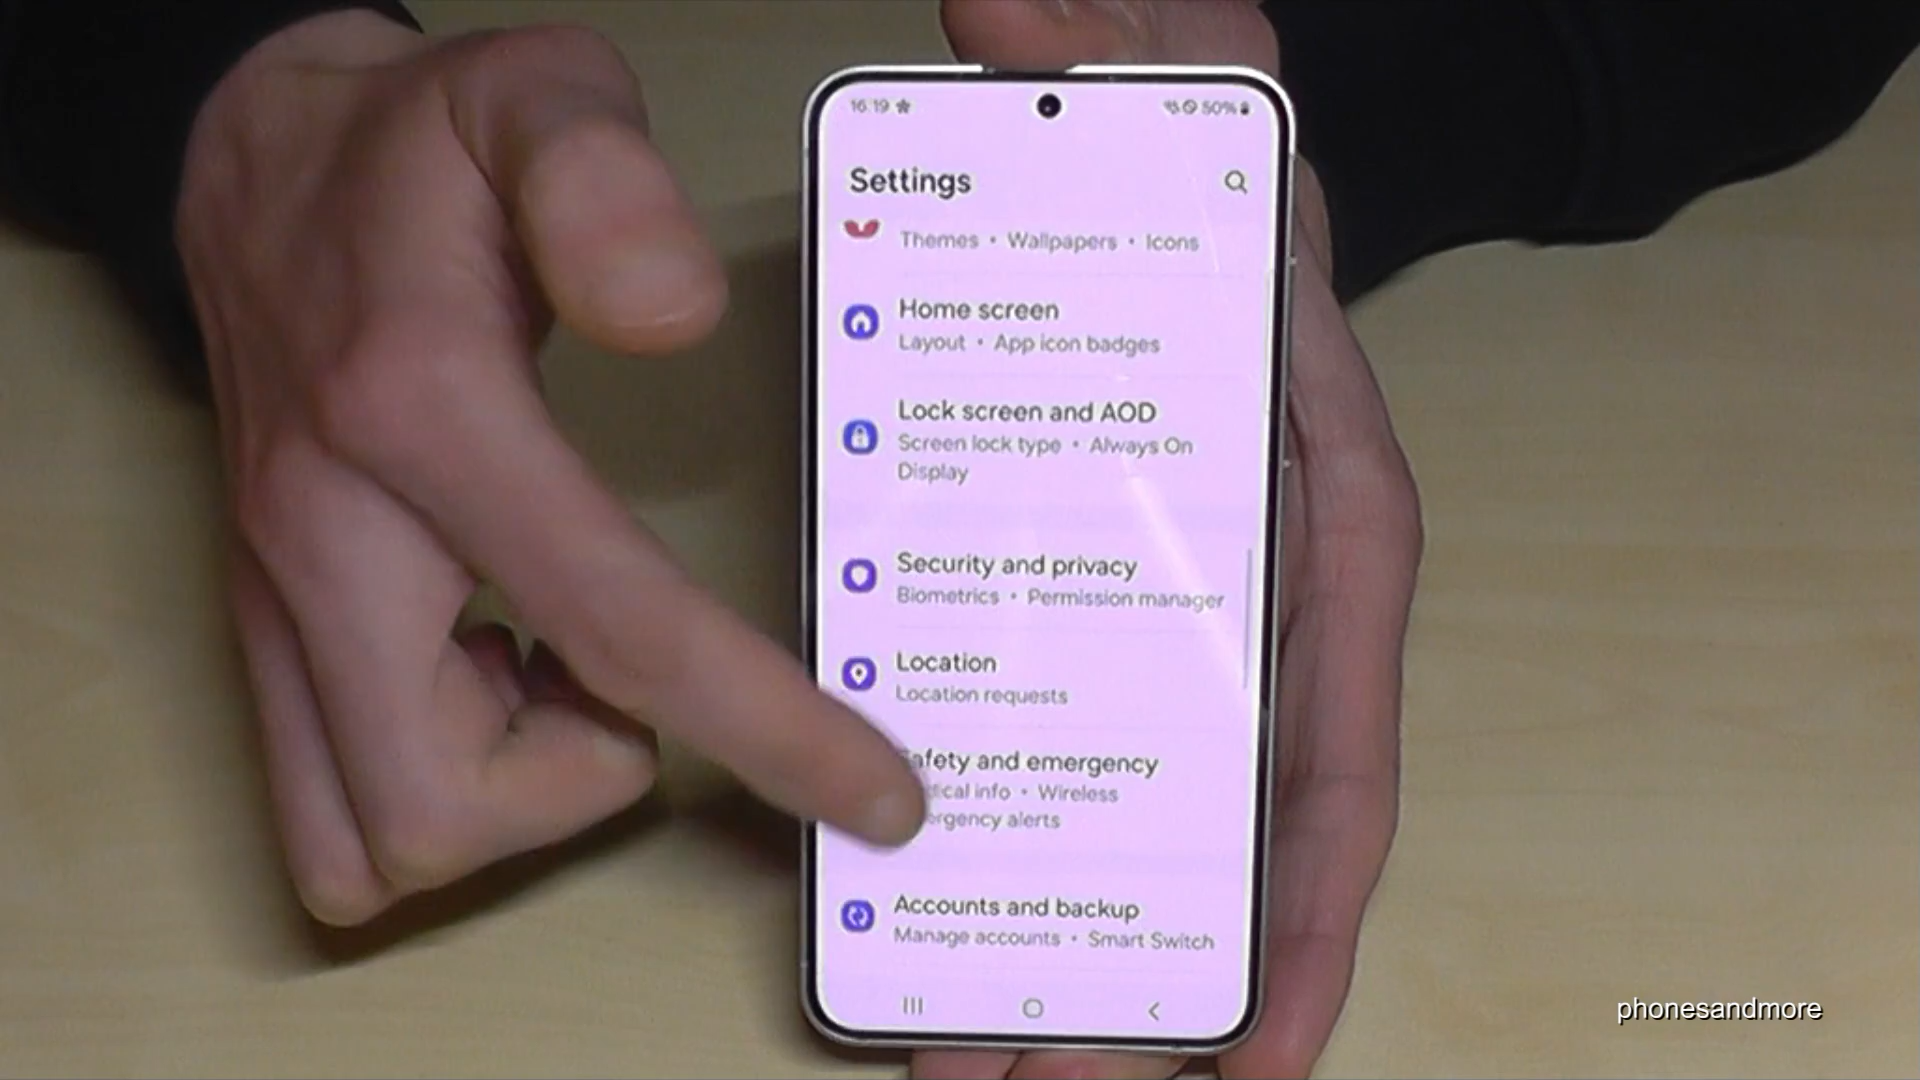 16:19
50%
Settings
Themes • Wallpapers • Icons
Home screen
Layout • App icon badges
Lock screen and AOD
Screen lock type • Always On
Display
Security and privacy
Biometrics • Permission manager
Location
Location requests
afety and emergency
dical info • Wireless
ergency alerts
Accounts and backup
Manage accounts • Smart Switch
phonesandmore